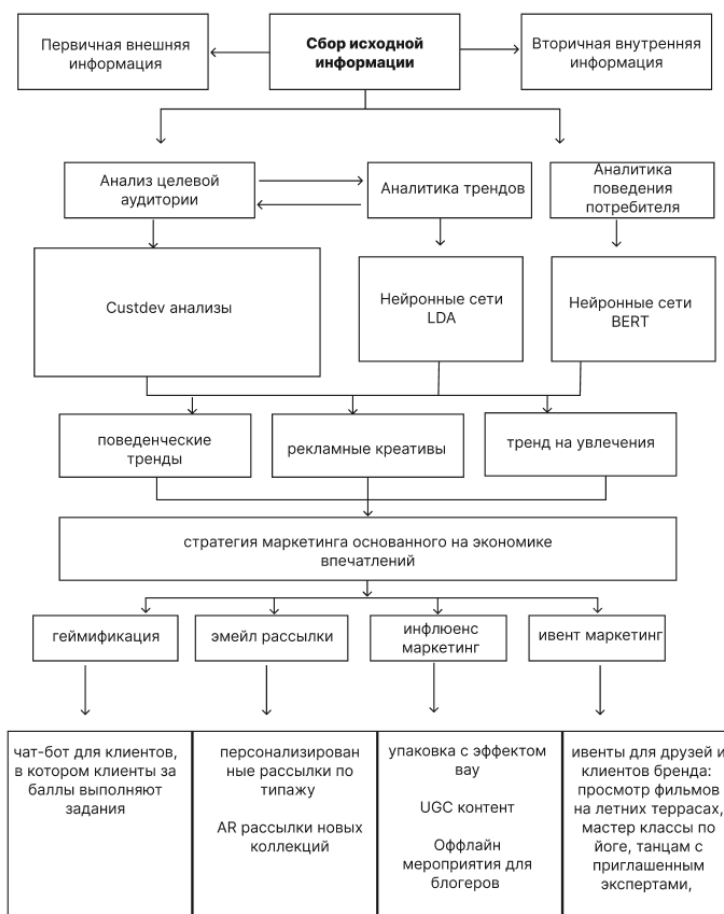 Первичная внешняя
информация
Сбор исходной
информации
Вторичная внутренняя
информация
Анализ целевой
аудитории
Аналитика трендов
Аналитика
поведения
потребителя
Custdev анализы
Нейронные сети
LDA
Нейронные сети
BERT
поведенческие
тренды
рекламные креативы
тренд на увлечения
стратегия маркетинга основанного на экономике
впечатлений
геймификация
эмейл рассылки
инфлюенс
маркетинг
ивент маркетинг
чат-бот для клиентов,
в котором клиенты за
баллы выполняют
задания
персонализирован
ные рассылки по
типажу
AR рассылки новых
коллекций
упаковка с эффектом
вау
UGC контент
Оффлайн
мероприятия для
блогеров
ивенты для друзей и
клиентов бренда:
просмотр фильмов
на летних террасах,
мастер классы по
йоге, танцам с
приглашенным
экспертами,